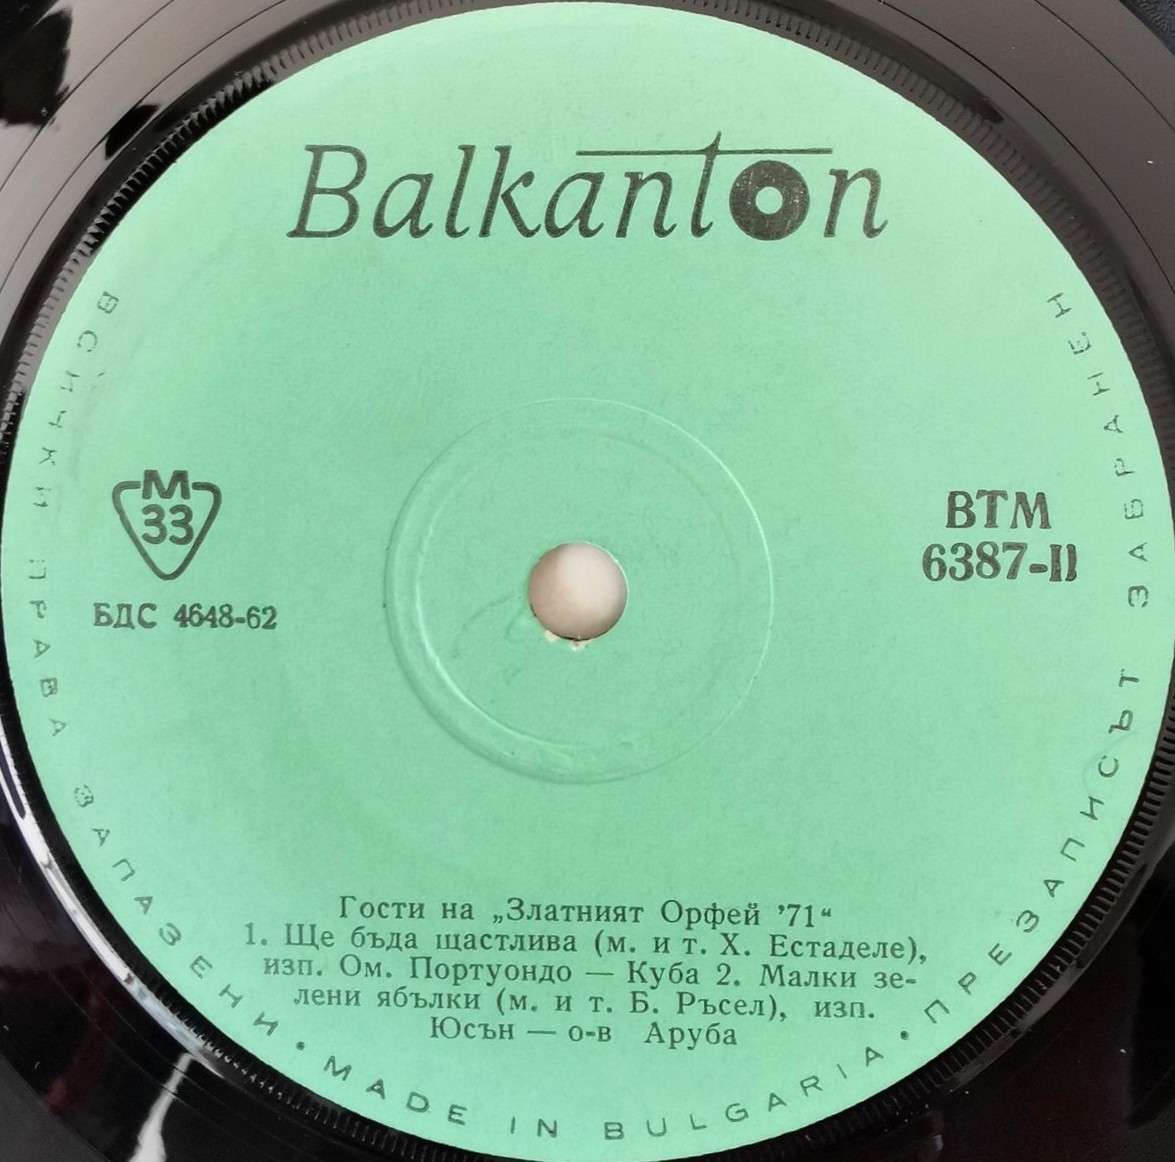 Balkanton
М
33
БДС 4648-62
ВТМ
6387-II
Гости на „Златният Орфей ’71“
1. Ще бъда щастлива (м. и т. Х. Естаделе),
изп. Ом. Портуондо — Куба 2. Малки зе-
лени ябълки (м. и т. Б. Ръсел), изп.
Юсън — о-в Аруба
ВСИЧКИ ПРАВА ЗАПАЗЕНИ • MADE IN BULGARIA • ПРЕЗАПИСЪТ ЗАБРАНЕН